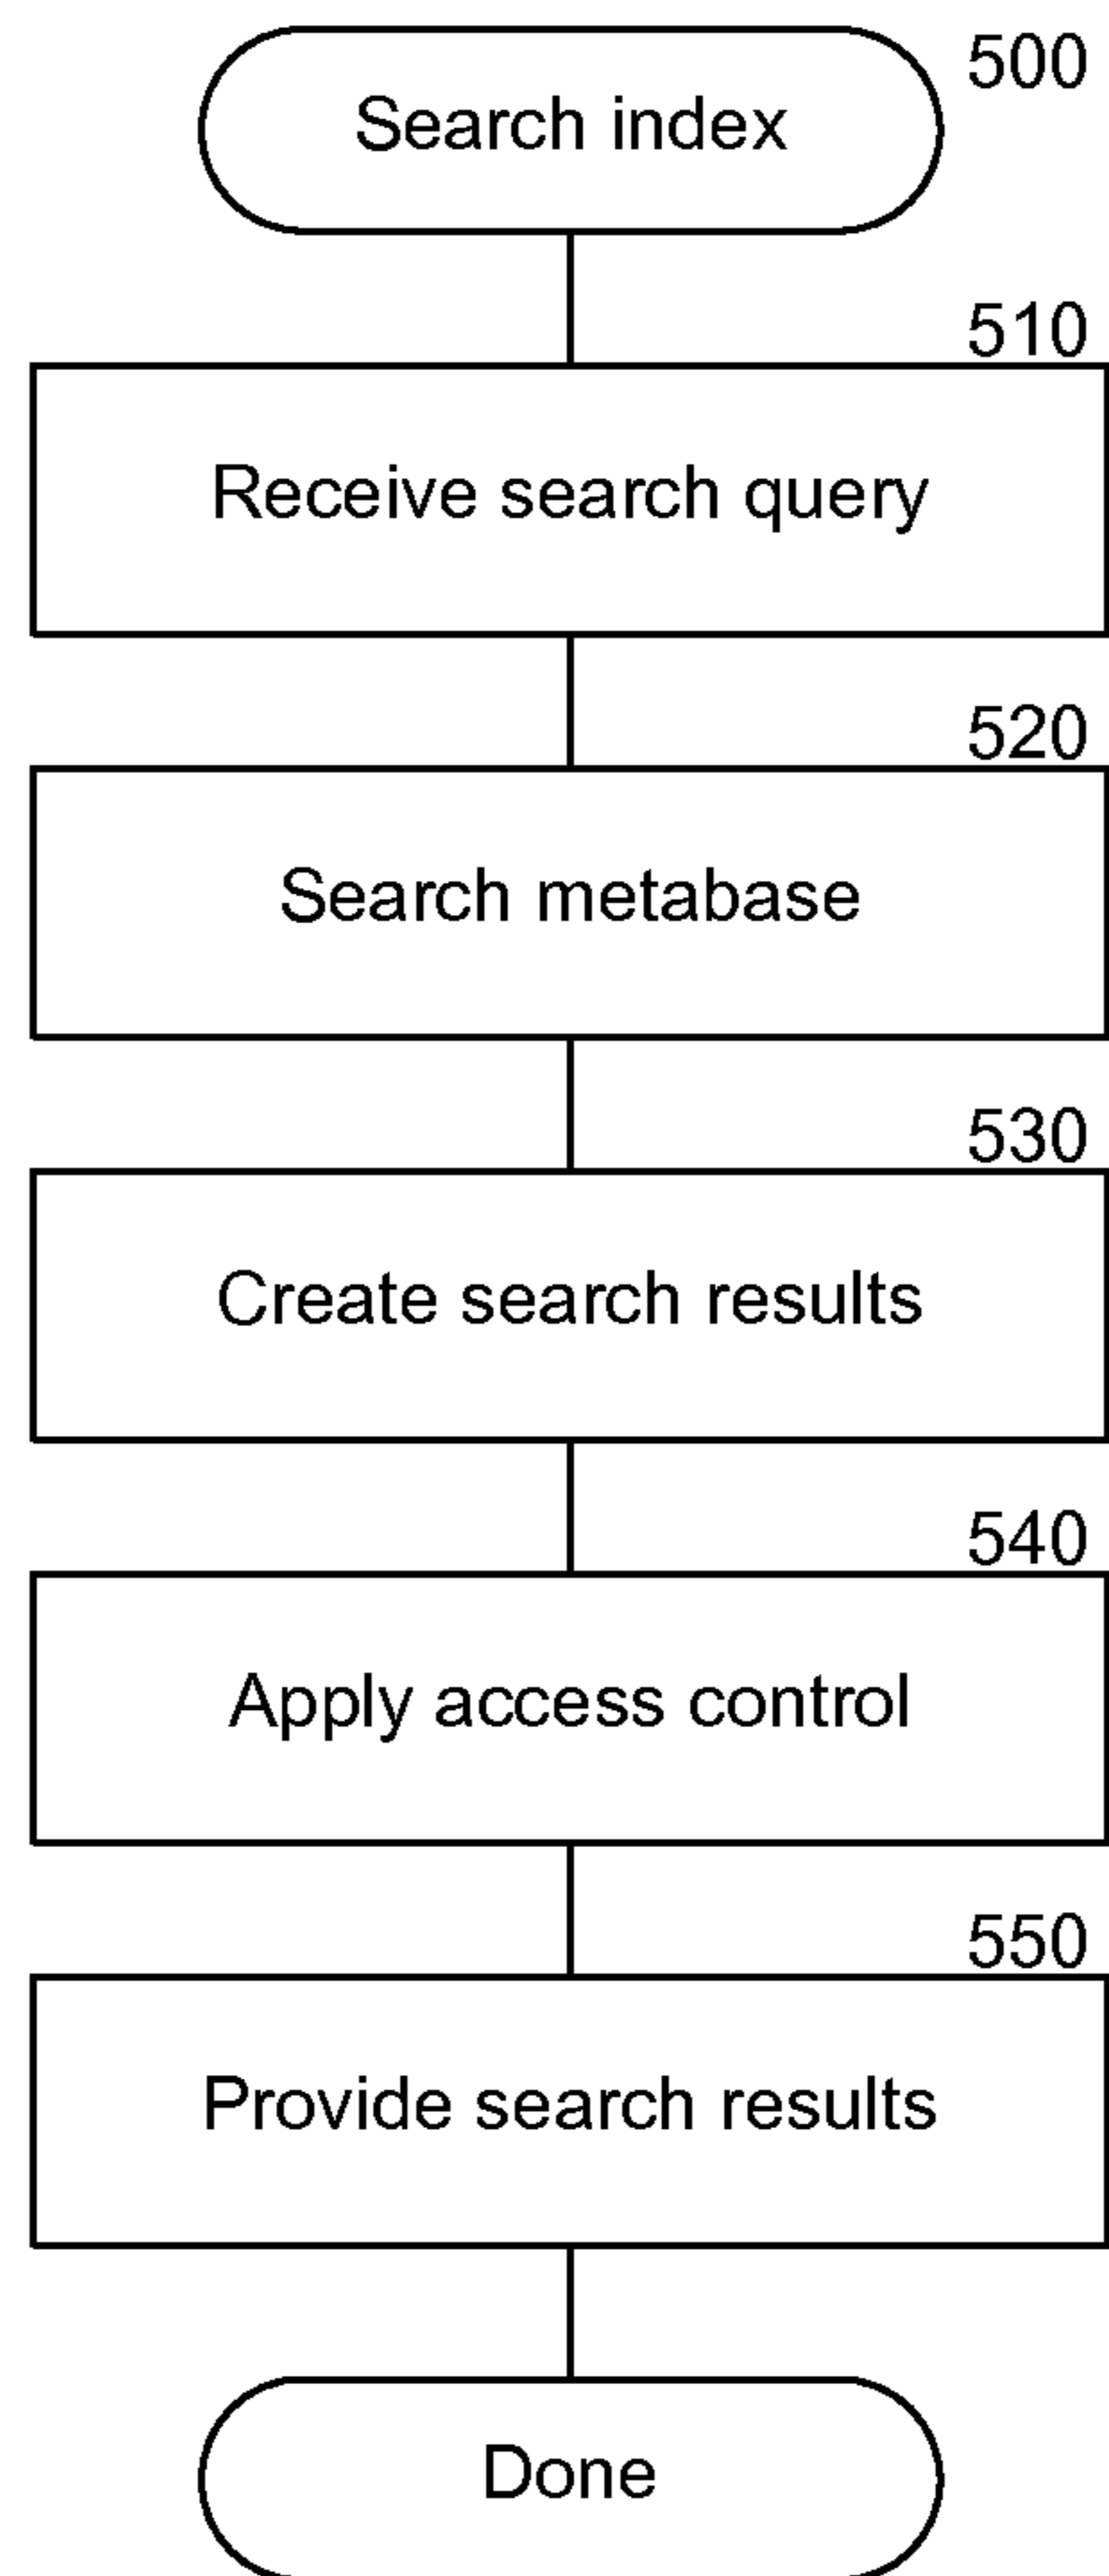 500
Search index
510
Receive search query
520
Search metabase
530
Create search results
540
Apply access control
550
Provide search results
Done